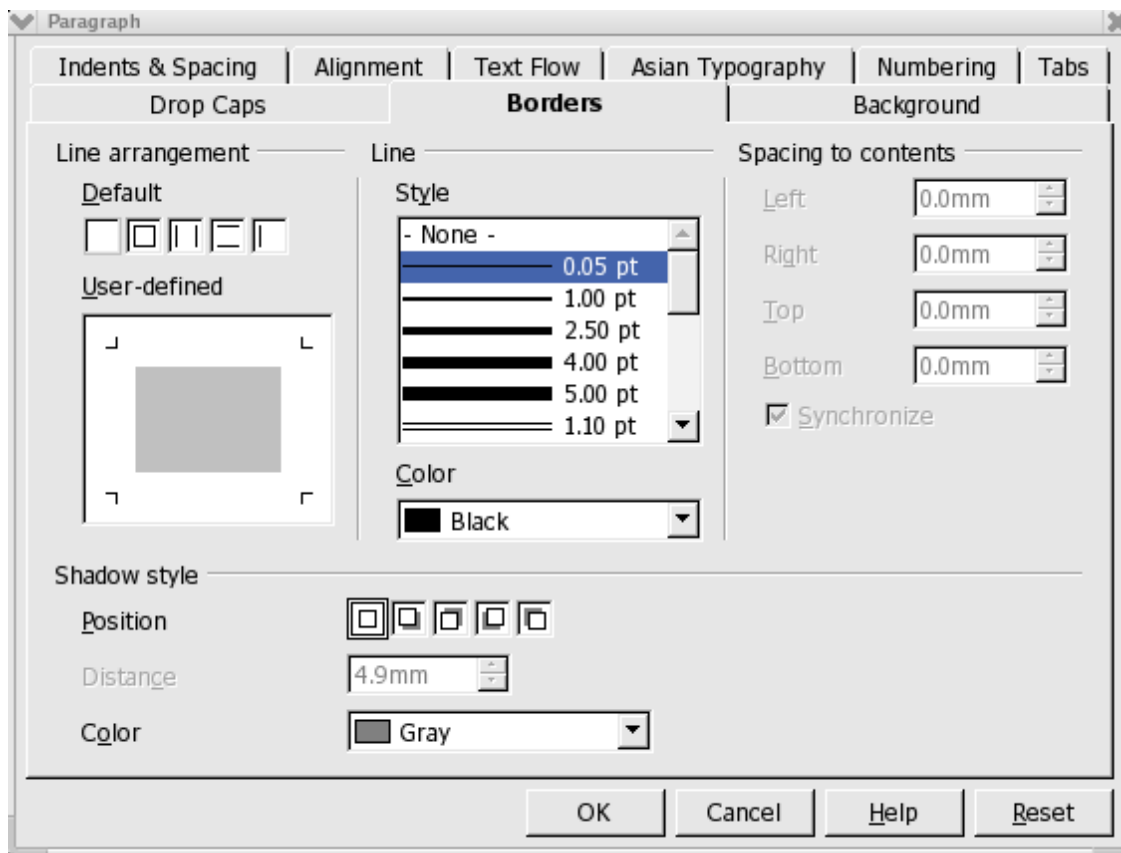 Paragraph
Indents & Spacing
Alignment
Text Flow
Asian Typography
Numbering
Tabs
Drop Caps
Borders
Background
Line arrangement
Default
User-defined
Line
Style
- None -
0.05 pt
1.00 pt
2.50 pt
4.00 pt
5.00 pt
1.10 pt
Color
Black
Spacing to contents
Left 0.0mm
Right 0.0mm
Top 0.0mm
Bottom 0.0mm
Synchronize
Shadow style
Position
Distance 4.9mm
Color Gray
OK
Cancel
Help
Reset